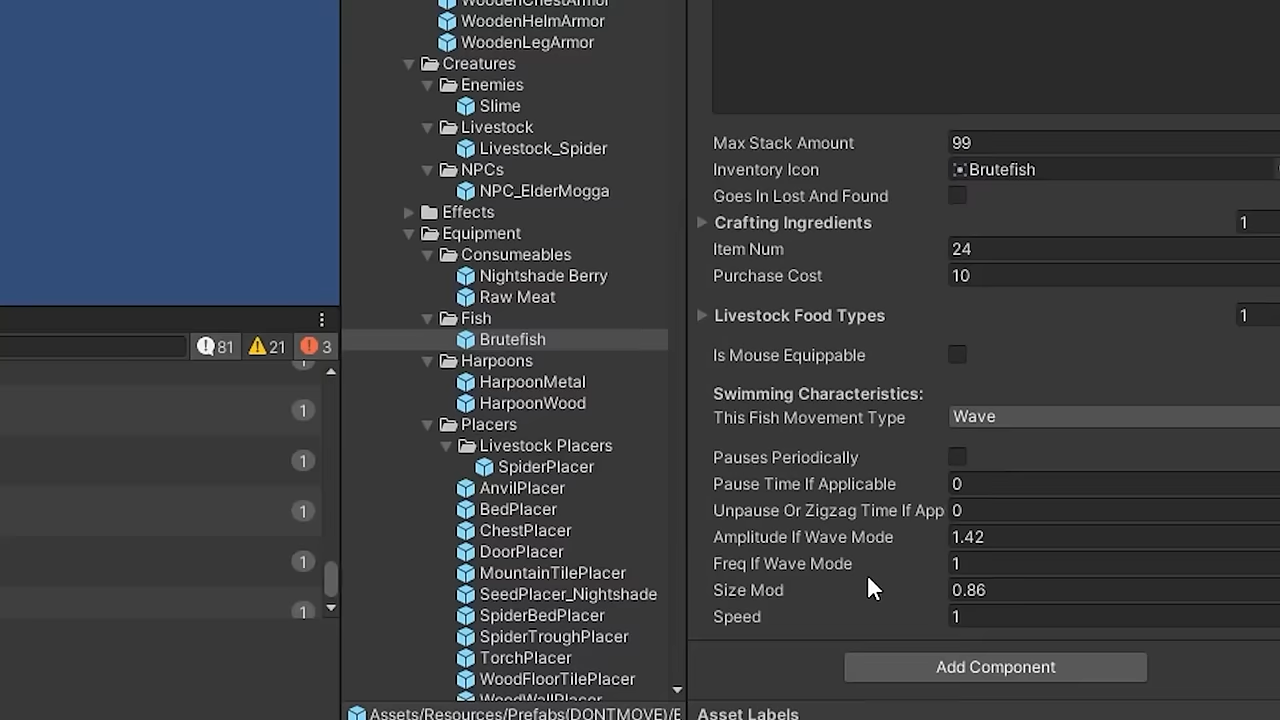 WoodenChestArmor
WoodenHelmArmor
WoodenLegArmor
Creatures
Enemies
Slime
Livestock
Livestock_Spider
NPCs
NPC_ElderMogga
Effects
Equipment
Consumeables
Nightshade Berry
Raw Meat
Fish
Brutefish
Harpoons
HarpoonMetal
HarpoonWood
Placers
Livestock Placers
SpiderPlacer
AnvilPlacer
BedPlacer
ChestPlacer
DoorPlacer
MountainTilePlacer
SeedPlacer_Nightshade
SpiderBedPlacer
SpiderTroughPlacer
TorchPlacer
WoodFloorTilePlacer
WoodWallPlacer
Assets/Resources/Prefabs(DONTMOVE)/E
81 21 3
1
1
1
1
1
1
Max Stack Amount 99
Inventory Icon Brutefish
Goes In Lost And Found
Crafting Ingredients 1
Item Num 24
Purchase Cost 10
Livestock Food Types 1
Is Mouse Equippable
Swimming Characteristics:
This Fish Movement Type Wave
Pauses Periodically
Pause Time If Applicable 0
Unpause Or Zigzag Time If App 0
Amplitude If Wave Mode 1.42
Freq If Wave Mode 1
Size Mod 0.86
Speed 1
Add Component
Asset Labels